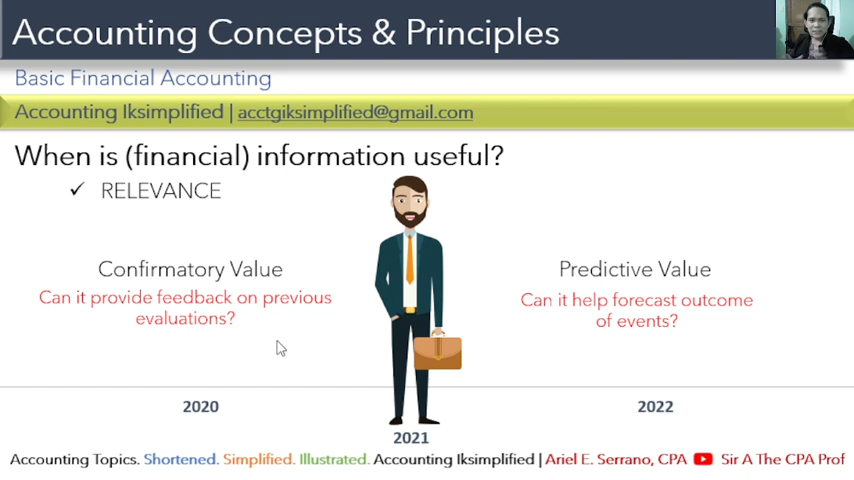 Accounting Concepts & Principles
Basic Financial Accounting
Accounting Iksimplified | acctgiksimplified@gmail.com
When is (financial) information useful?
✓ RELEVANCE
Confirmatory Value
Can it provide feedback on previous
evaluations?
Predictive Value
Can it help forecast outcome
of events?
2020
2021
2022
Accounting Topics. Shortened. Simplified. Illustrated. Accounting Iksimplified | Ariel E. Serrano, CPA Sir A The CPA Prof